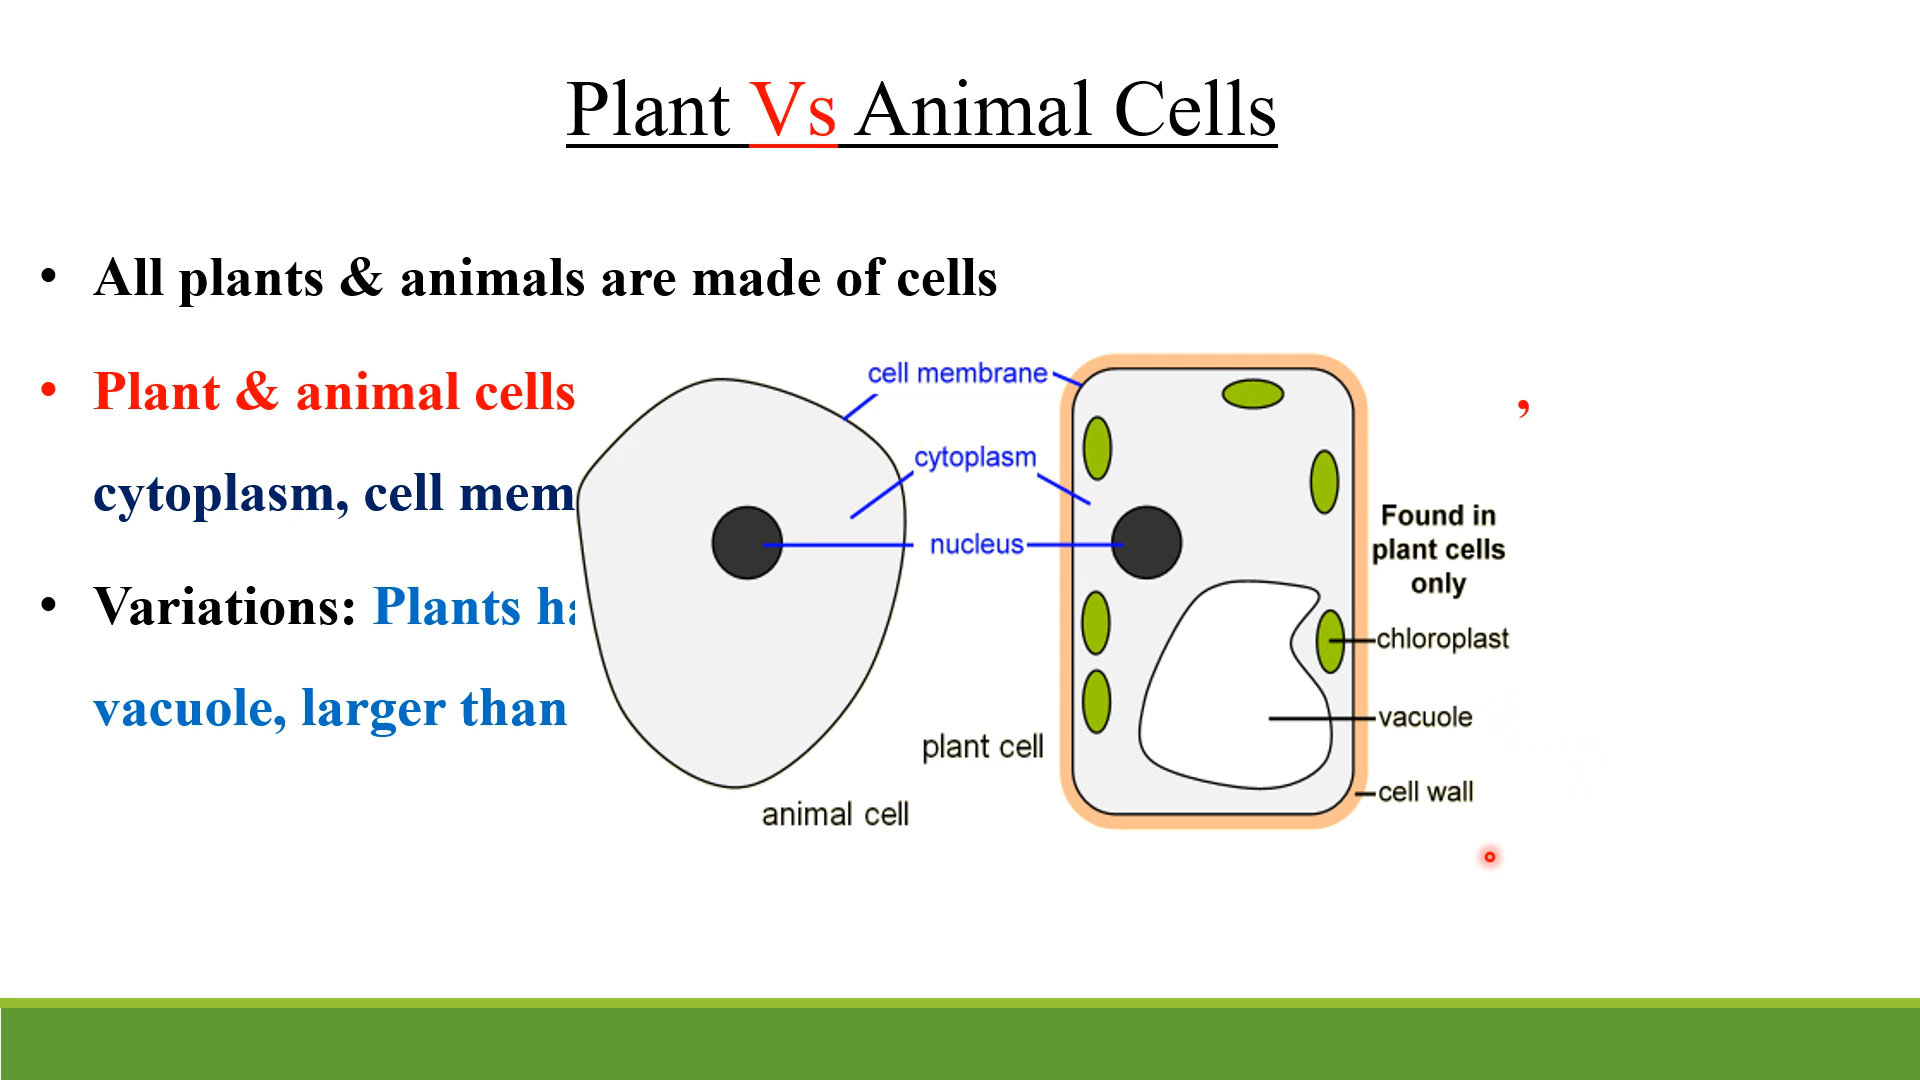 Plant Vs Animal Cells
• All plants & animals are made of cells
• Plant & animal cells ,
cytoplasm, cell mem
• Variations: Plants ha
vacuole, larger than
cell membrane
cytoplasm
nucleus
plant cell
animal cell
Found in
plant cells
only
chloroplast
vacuole
cell wall